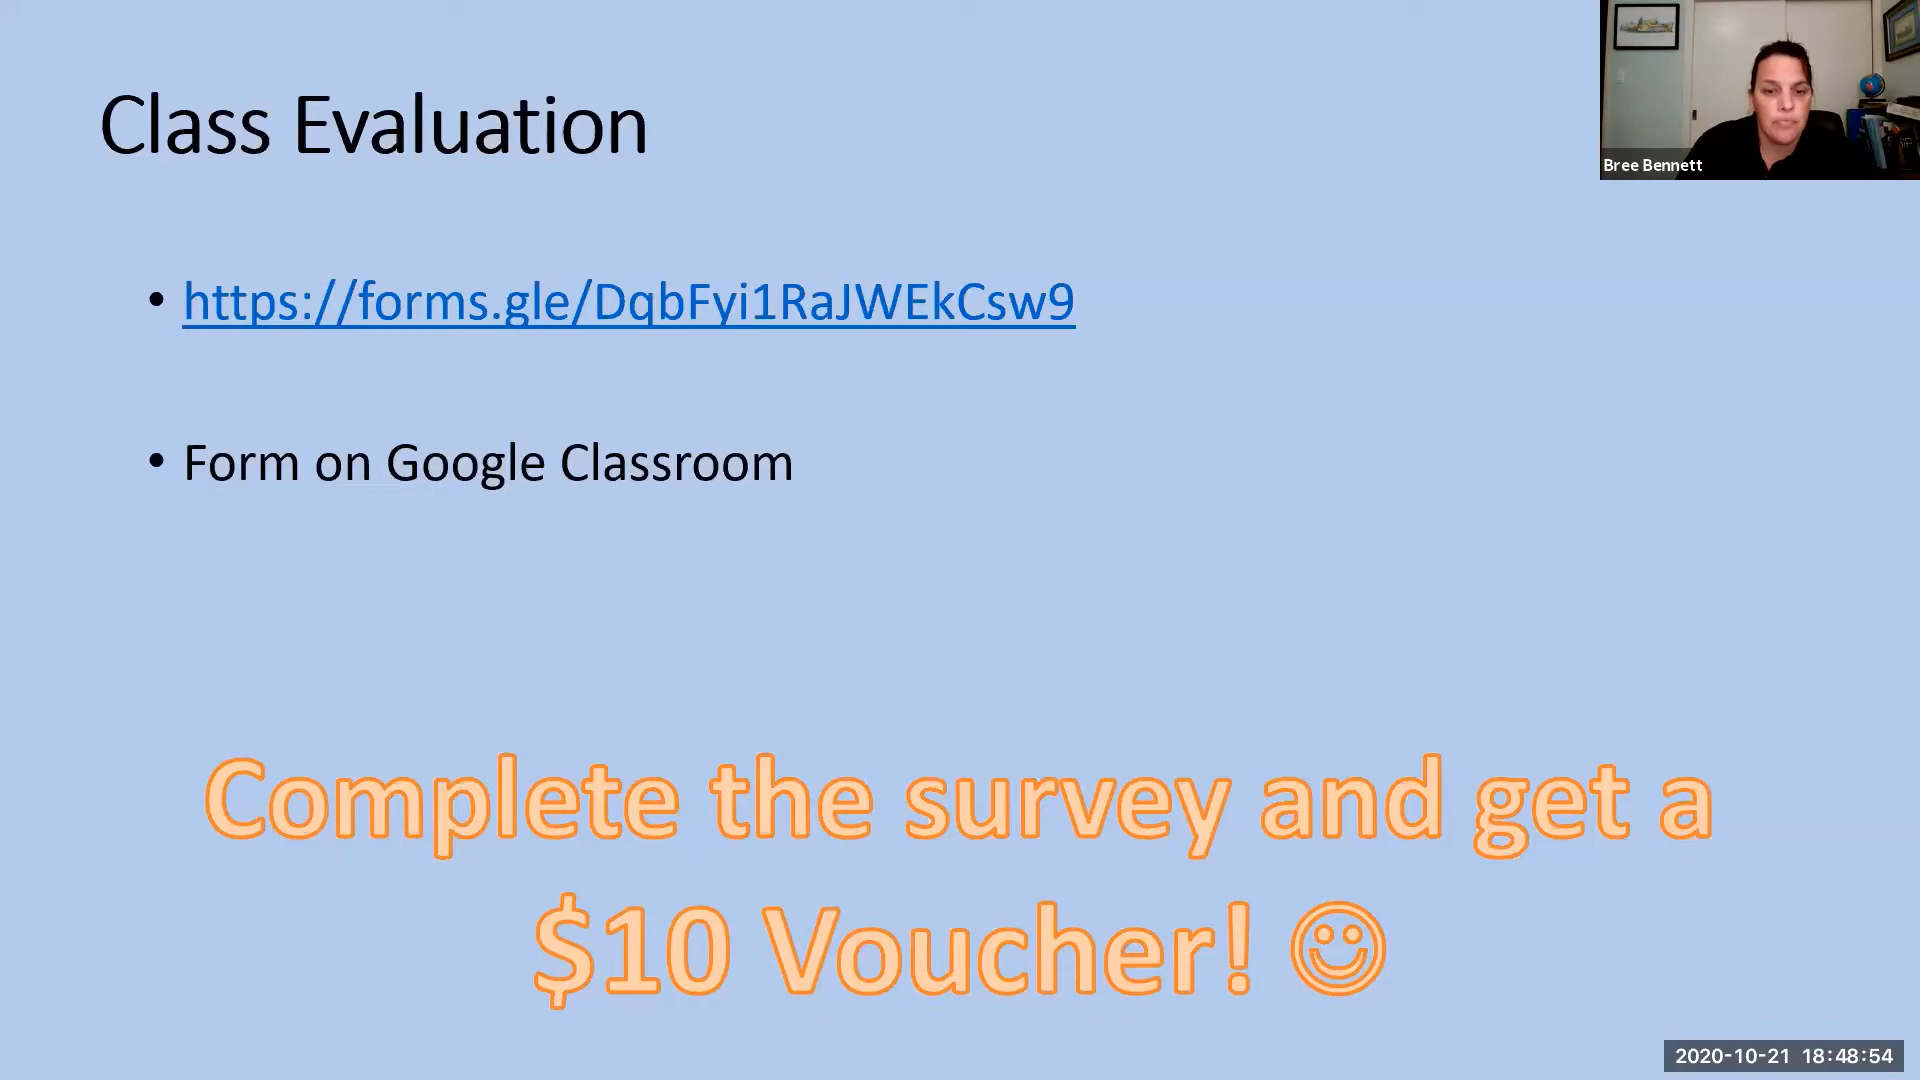 Class Evaluation
Bree Bennett
• https://forms.gle/DqbFyi1RaJWEkCsw9
• Form on Google Classroom
Complete the survey and get a
$10 Voucher! ☺
2020-10-21 18:48:54